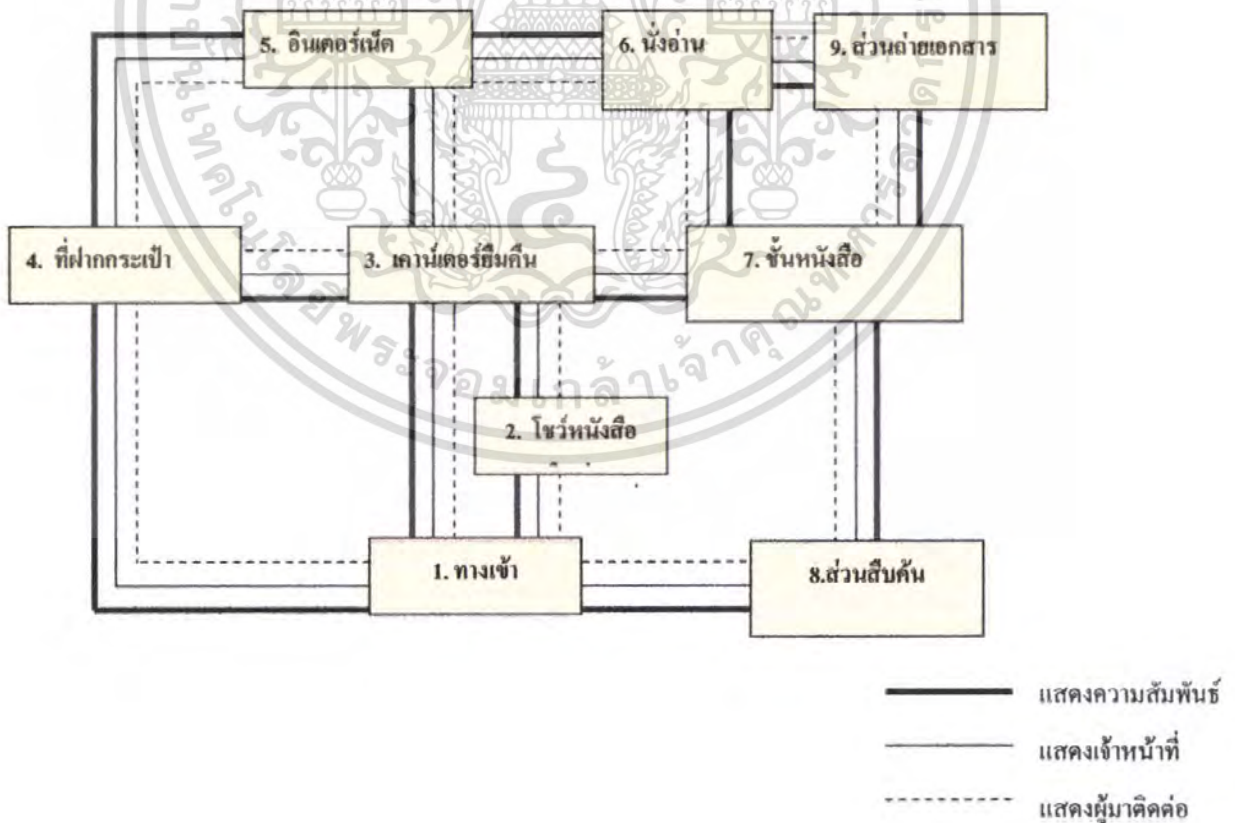 5. อินเตอร์เน็ต
6. นั่งอ่าน
9. ส่วนถ่ายเอกสาร
4. ที่ฝากกระเป๋า
3. เคาน์เตอร์ยืมคืน
7. ชั้นหนังสือ
2. โชว์หนังสือ
1. ทางเข้า
8.ส่วนสืบค้น
แสดงความสัมพันธ์
แสดงเจ้าหน้าที่
แสดงผู้มาติดต่อ